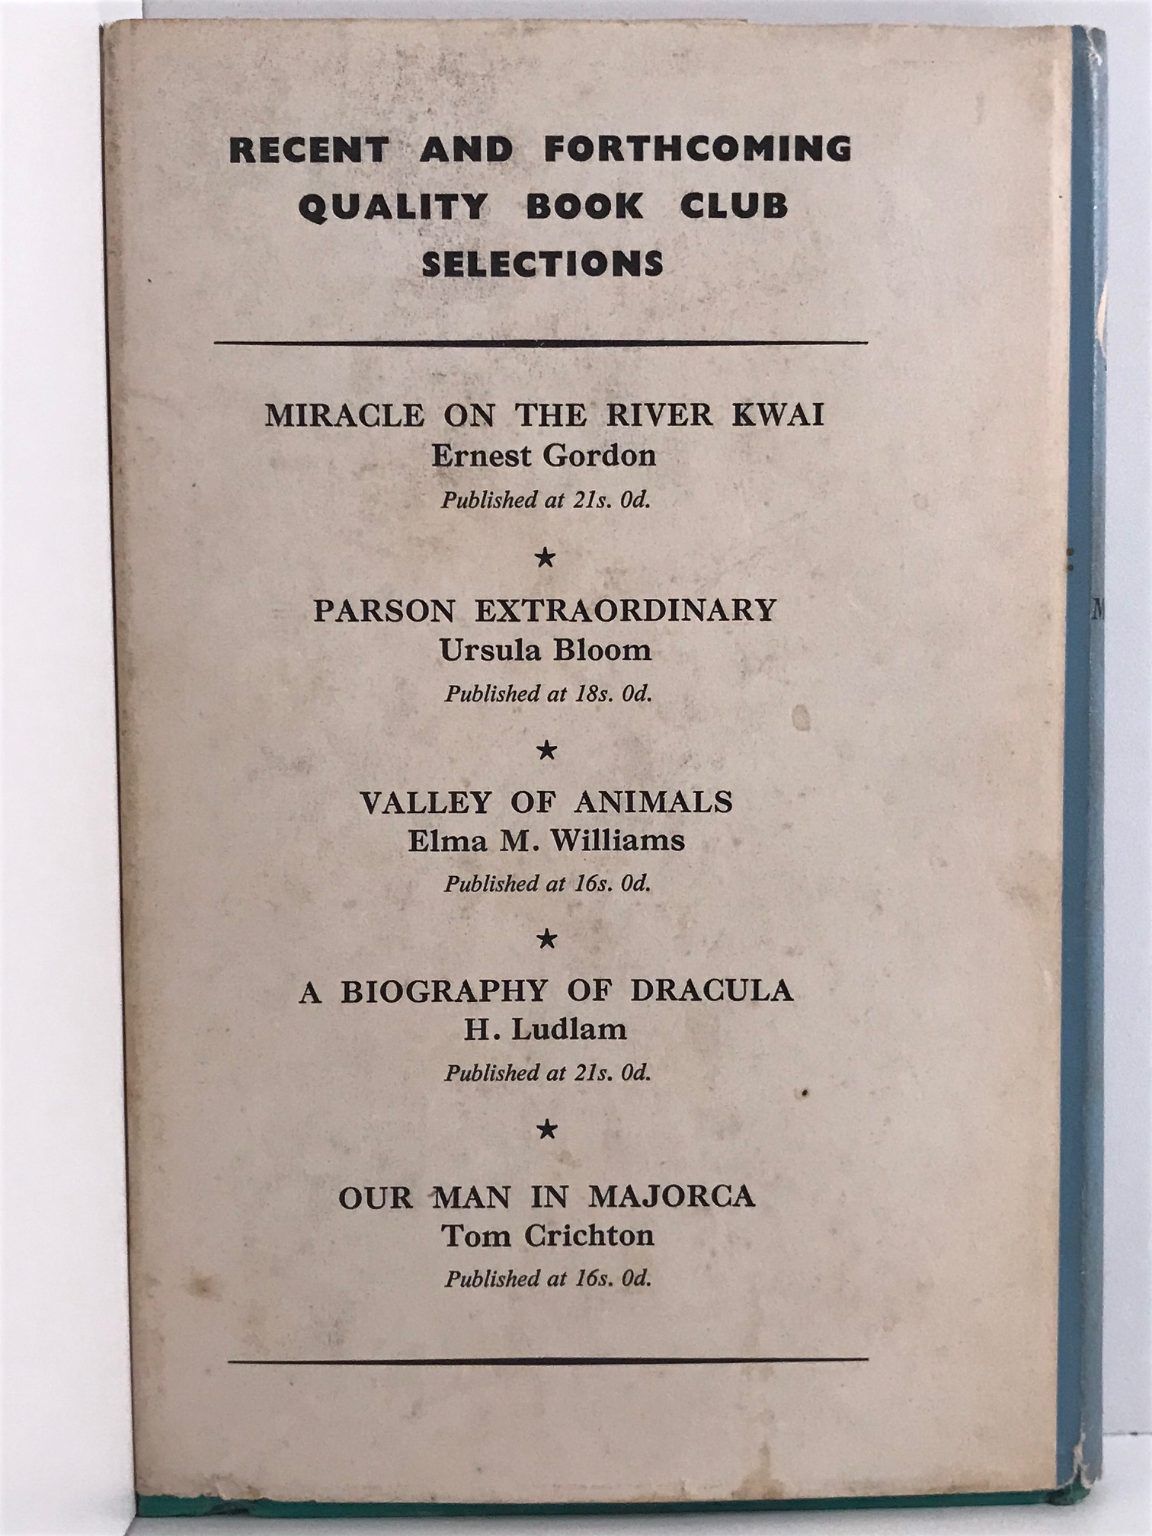 RECENT AND FORTHCOMING
QUALITY BOOK CLUB
SELECTIONS
MIRACLE ON THE RIVER KWAI
Ernest Gordon
Published at 21s. 0d.
★
PARSON EXTRAORDINARY
Ursula Bloom
Published at 18s. 0d.
★
VALLEY OF ANIMALS
Elma M. Williams
Published at 16s. 0d.
★
A BIOGRAPHY OF DRACULA
H. Ludlam
Published at 21s. 0d.
★
OUR MAN IN MAJORCA
Tom Crichton
Published at 16s. 0d.